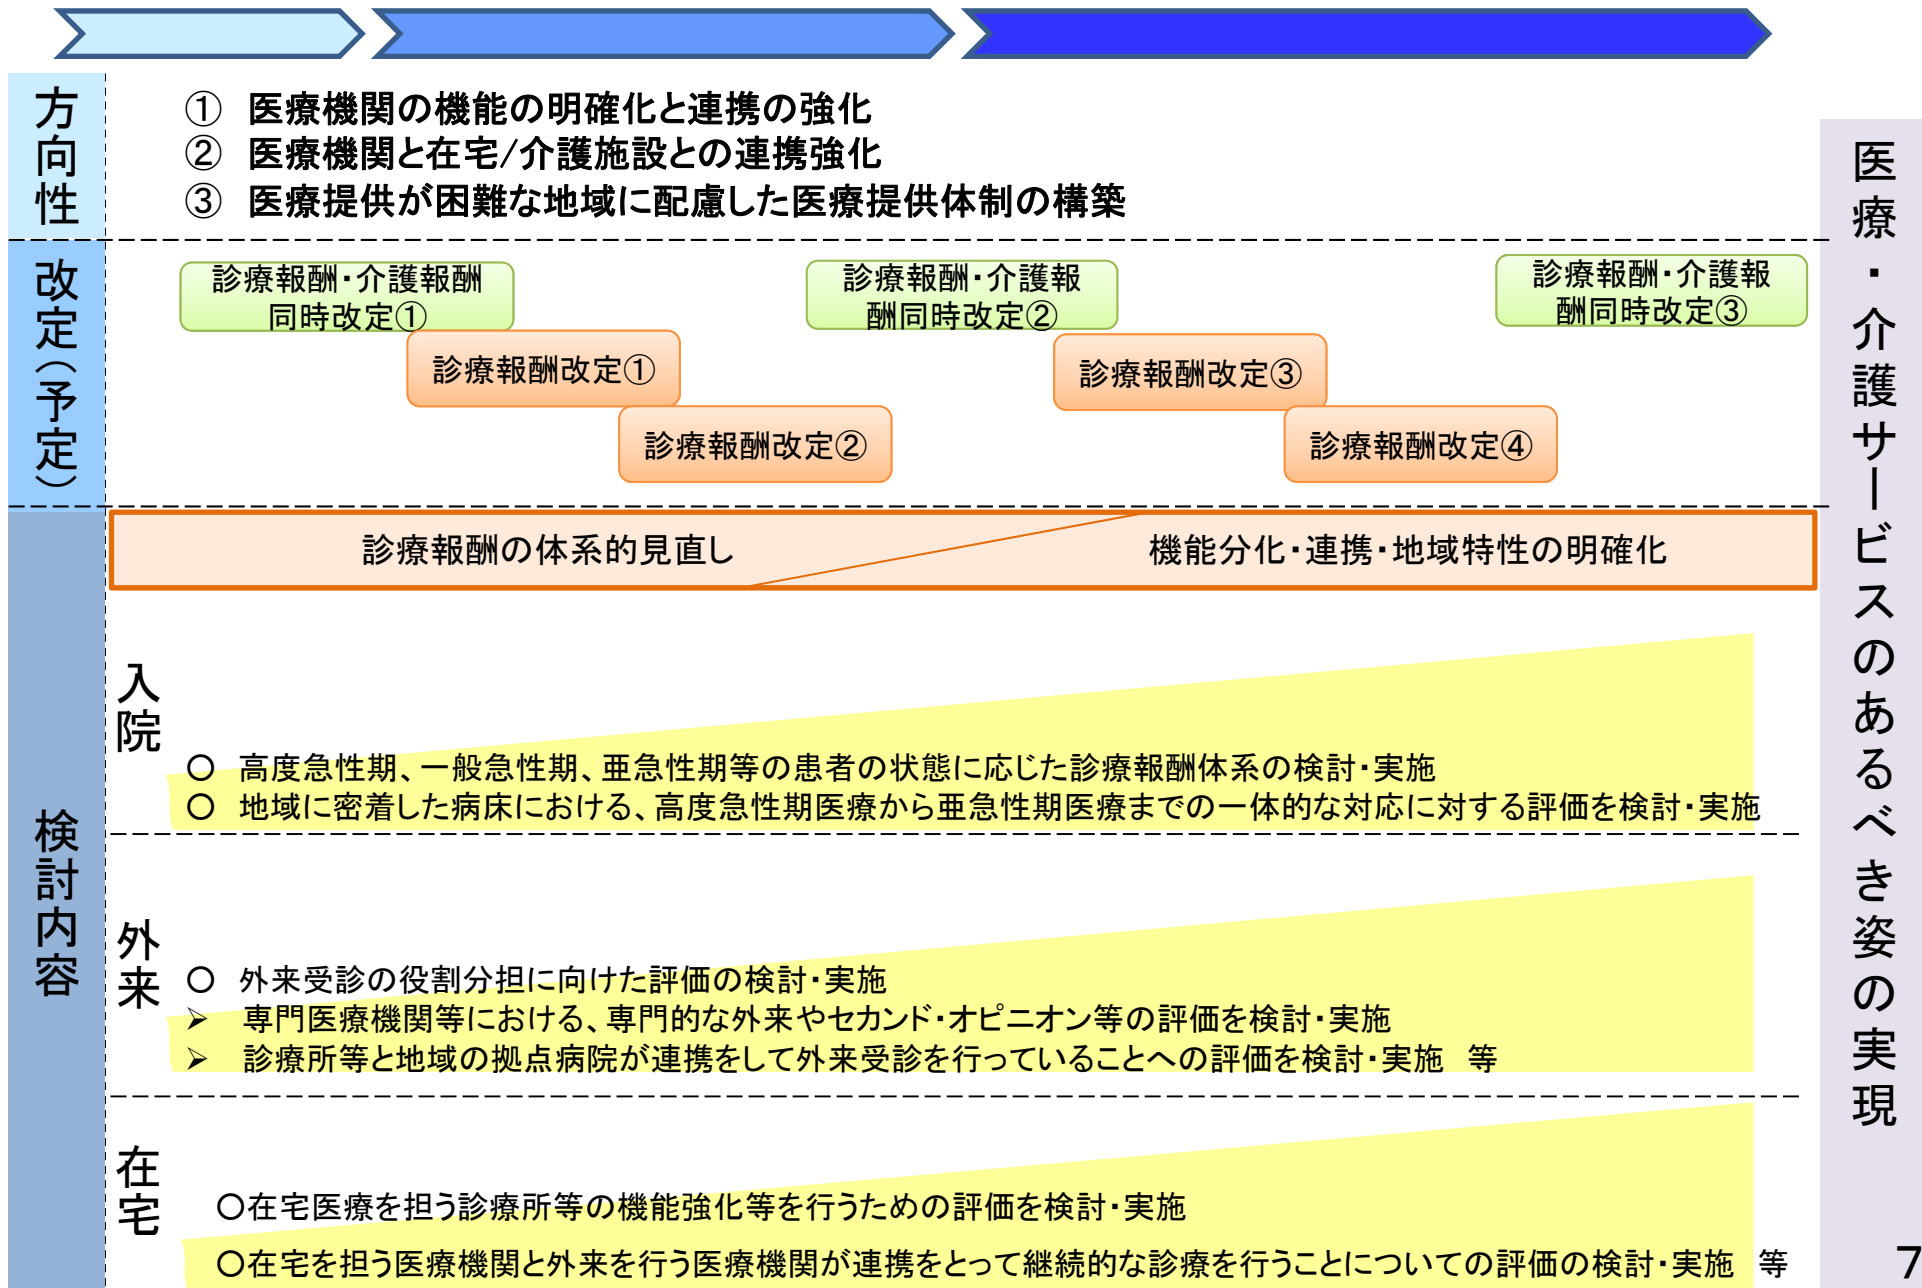 方向性
① 医療機関の機能の明確化と連携の強化
② 医療機関と在宅/介護施設との連携強化
③ 医療提供が困難な地域に配慮した医療提供体制の構築
改定(予定)
診療報酬・介護報酬
同時改定①
診療報酬・介護報
酬同時改定②
診療報酬・介護報
酬同時改定③
診療報酬改定①
診療報酬改定③
診療報酬改定②
診療報酬改定④
検討内容
診療報酬の体系的見直し
機能分化・連携・地域特性の明確化
入院
○ 高度急性期、一般急性期、亜急性期等の患者の状態に応じた診療報酬体系の検討・実施
○ 地域に密着した病床における、高度急性期医療から亜急性期医療までの一体的な対応に対する評価を検討・実施
外来
○ 外来受診の役割分担に向けた評価の検討・実施
➢ 専門医療機関等における、専門的な外来やセカンド・オピニオン等の評価を検討・実施
➢ 診療所等と地域の拠点病院が連携をして外来受診を行っていることへの評価を検討・実施 等
在宅
○在宅医療を担う診療所等の機能強化等を行うための評価を検討・実施
○在宅を担う医療機関と外来を行う医療機関が連携をとって継続的な診療を行うことについての評価の検討・実施 等
医療・介護サービスのあるべき姿の実現
7